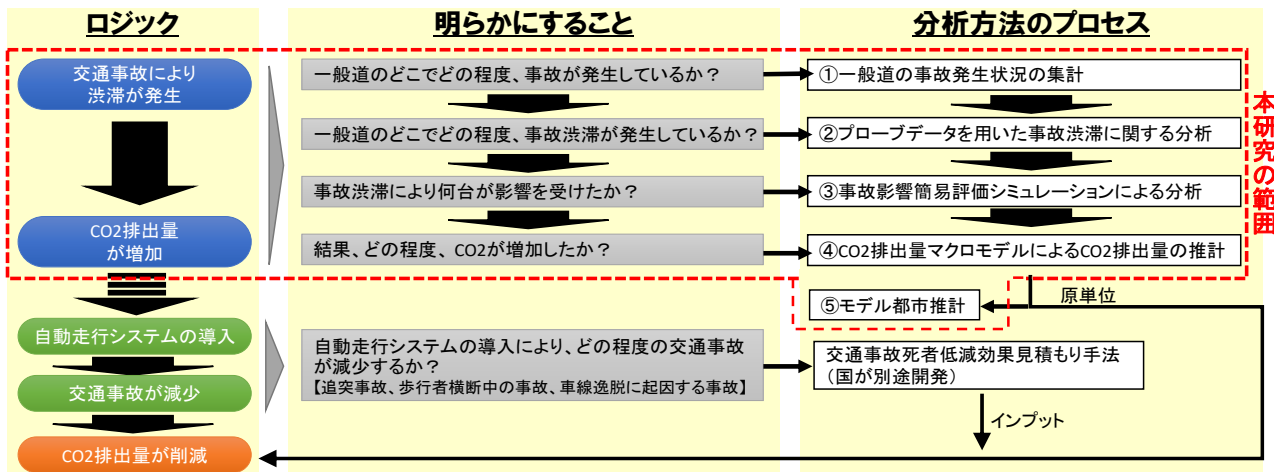 ロジック
交通事故により
渋滞が発生
CO2排出量
が増加
自動走行システムの導入
交通事故が減少
CO2排出量が削減
明らかにすること
一般道のどこでどの程度、事故が発生しているか？
一般道のどこでどの程度、事故渋滞が発生しているか？
事故渋滞により何台が影響を受けたか？
結果、どの程度、CO2が増加したか？
自動走行システムの導入により、どの程度の交通事故
が減少するか？
【追突事故、歩行者横断中の事故、車線逸脱に起因する事故】
分析方法のプロセス
①一般道の事故発生状況の集計
②プローブデータを用いた事故渋滞に関する分析
③事故影響簡易評価シミュレーションによる分析
④CO2排出量マクロモデルによるCO2排出量の推計
⑤モデル都市推計
原単位
交通事故死者低減効果見積もり手法
（国が別途開発）
インプット
本研究の範囲